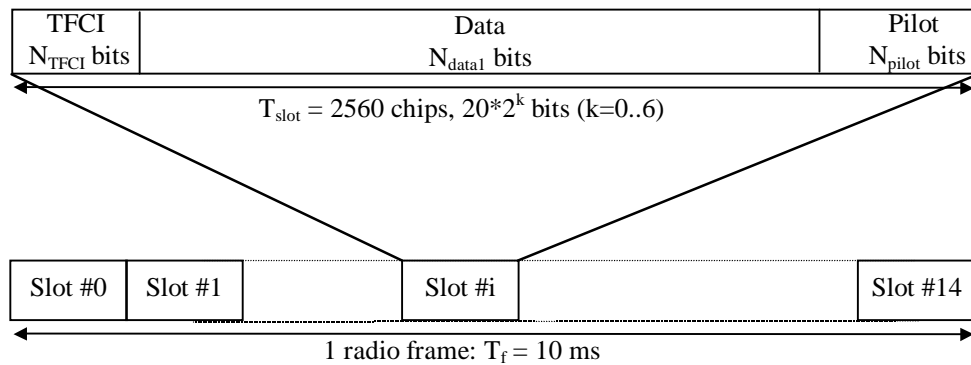 TFCI
N_TFCI bits
Data
N_data1 bits
Pilot
N_pilot bits
T_slot = 2560 chips, 20*2^k bits (k=0..6)
Slot #0
Slot #1
Slot #i
Slot #14
1 radio frame: T_f = 10 ms